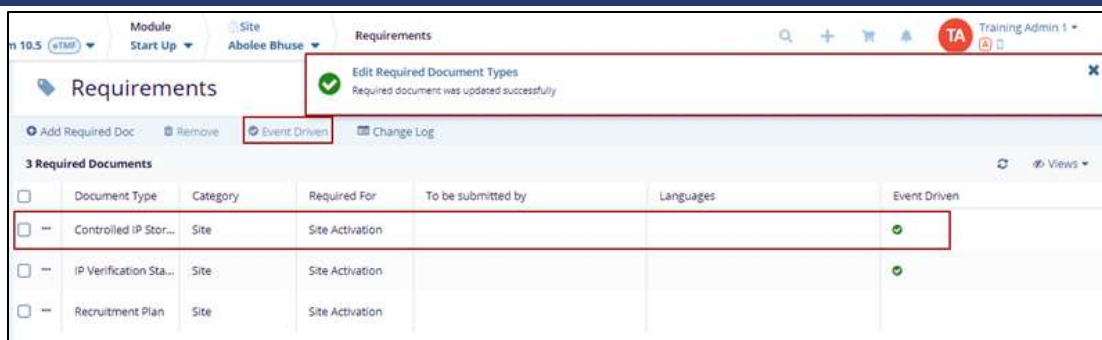 Module Site
m 10.5 eTMF Start Up Abolee Bhuse Requirements TA Training Admin 1
A
Requirements
Edit Required Document Types
Required document was updated successfully
Add Required Doc Remove Event Driven Change Log
3 Required Documents Views
Document Type Category Required For To be submitted by Languages Event Driven
Controlled IP Stor... Site Site Activation
IP Verification Sta... Site Site Activation
Recruitment Plan Site Site Activation